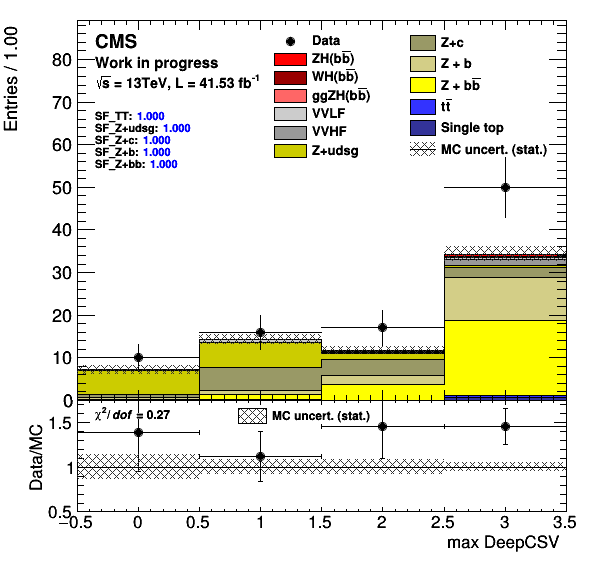 CMS
Work in progress
√s = 13TeV, L = 41.53 fb⁻¹
SF_TT: 1.000
SF_Z+udsg: 1.000
SF_Z+c: 1.000
SF_Z+b: 1.000
SF_Z+bb: 1.000
Data
ZH(bb̅)
WH(bb̅)
ggZH(bb̅)
VVLF
VVHF
Z+udsg
Z+c
Z + b
Z + bb̅
tt̅
Single top
MC uncert. (stat.)
Entries / 1.00
80
70
60
50
40
30
20
10
0
χ²/dof = 0.27
MC uncert. (stat.)
Data/MC
1.5
1
0.5
−0.5 0 0.5 1 1.5 2 2.5 3 3.5
max DeepCSV